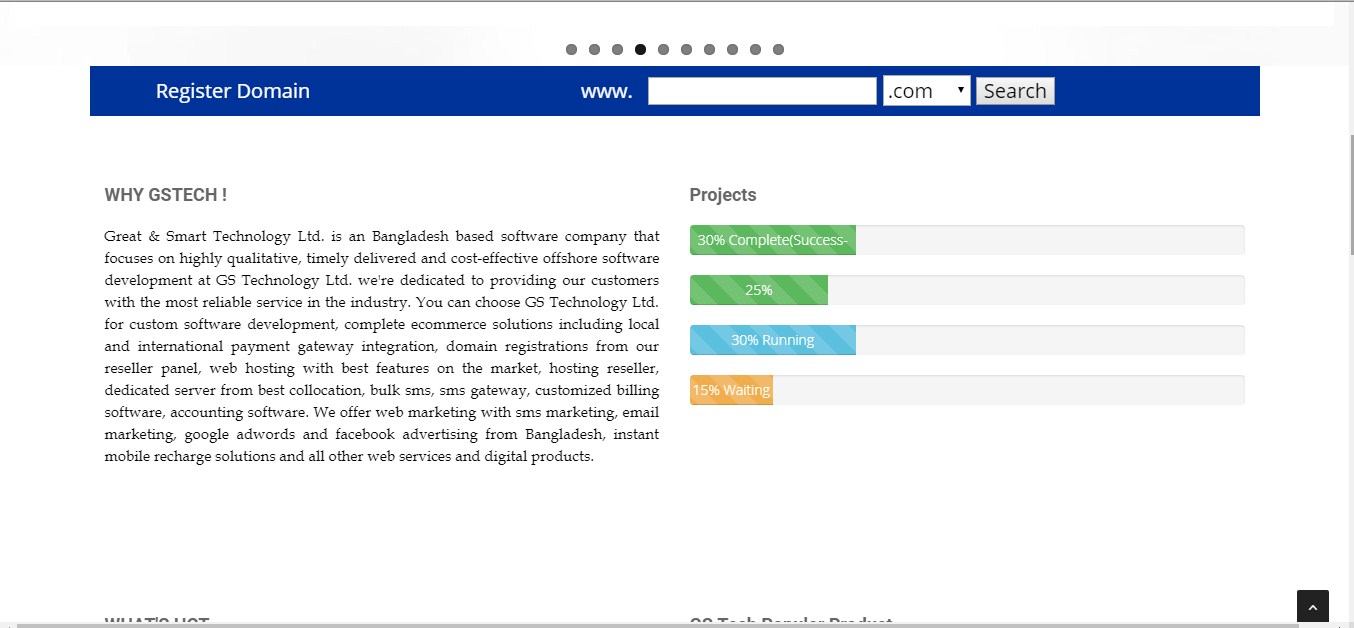 Register Domain
www.
.com
Search
WHY GSTECH !
Great & Smart Technology Ltd. is an Bangladesh based software company that
focuses on highly qualitative, timely delivered and cost-effective offshore software
development at GS Technology Ltd. we're dedicated to providing our customers
with the most reliable service in the industry. You can choose GS Technology Ltd.
for custom software development, complete ecommerce solutions including local
and international payment gateway integration, domain registrations from our
reseller panel, web hosting with best features on the market, hosting reseller,
dedicated server from best collocation, bulk sms, sms gateway, customized billing
software, accounting software. We offer web marketing with sms marketing, email
marketing, google adwords and facebook advertising from Bangladesh, instant
mobile recharge solutions and all other web services and digital products.
Projects
30% Complete(Success-
25%
30% Running
15% Waiting
WHAT'S HOT
GS Tech Popular Product